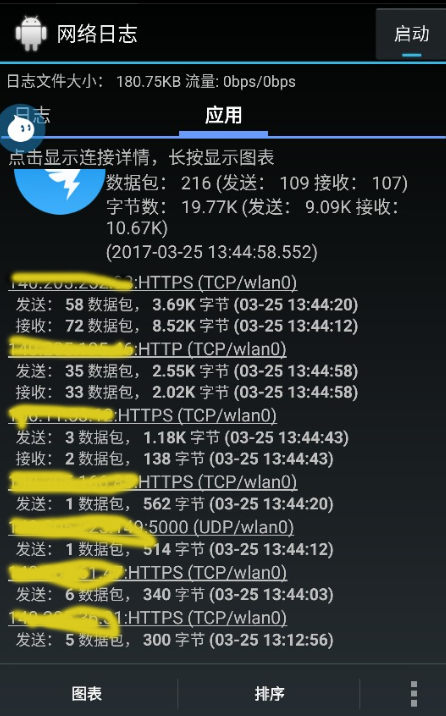 网络日志
启动
日志文件大小： 180.75KB 流量: 0bps/0bps
日志
应用
点击显示连接详情，长按显示图表
数据包： 216 (发送： 109 接收： 107)
字节数： 19.77K (发送： 9.09K 接收：
10.67K)
(2017-03-25 13:44:58.552)
:HTTPS (TCP/wlan0)
发送： 58 数据包， 3.69K 字节 (03-25 13:44:20)
接收： 72 数据包， 8.52K 字节 (03-25 13:44:12)
:HTTP (TCP/wlan0)
发送： 35 数据包， 2.55K 字节 (03-25 13:44:58)
接收： 33 数据包， 2.02K 字节 (03-25 13:44:58)
:HTTPS (TCP/wlan0)
发送： 3 数据包， 1.18K 字节 (03-25 13:44:43)
接收： 2 数据包， 138 字节 (03-25 13:44:43)
:HTTPS (TCP/wlan0)
发送： 1 数据包， 562 字节 (03-25 13:44:20)
:5000 (UDP/wlan0)
发送： 1 数据包， 514 字节 (03-25 13:44:12)
:HTTPS (TCP/wlan0)
发送： 6 数据包， 340 字节 (03-25 13:44:03)
:HTTPS (TCP/wlan0)
发送： 5 数据包， 300 字节 (03-25 13:12:56)
图表
排序